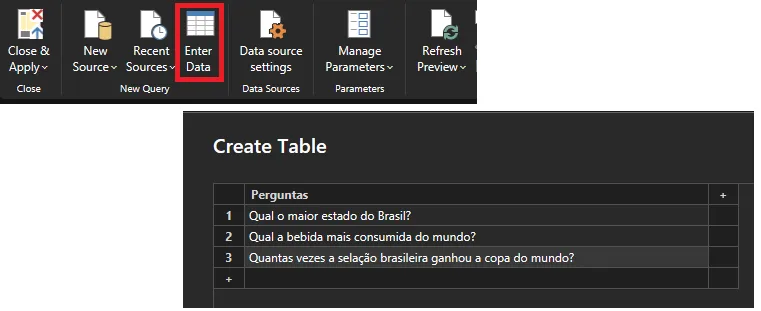 Close & Apply
New Source
Recent Sources
Enter Data
Data source settings
Manage Parameters
Refresh Preview
Close
New Query
Data Sources
Parameters
Create Table
Perguntas
+
1 Qual o maior estado do Brasil?
2 Qual a bebida mais consumida do mundo?
3 Quantas vezes a selação brasileira ganhou a copa do mundo?
+